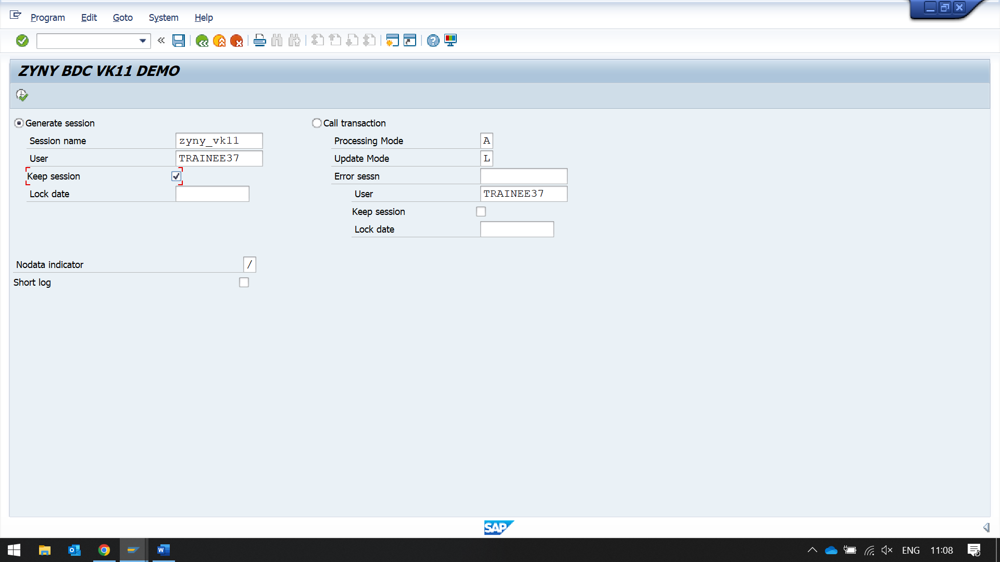 Program Edit Goto System Help
ZYNY BDC VK11 DEMO
Generate session
Call transaction
Session name zyny_vk11
Processing Mode A
User TRAINEE37
Update Mode L
Keep session
Error sessn
Lock date
User TRAINEE37
Keep session
Lock date
Nodata indicator /
Short log
SAP
ENG 11:08